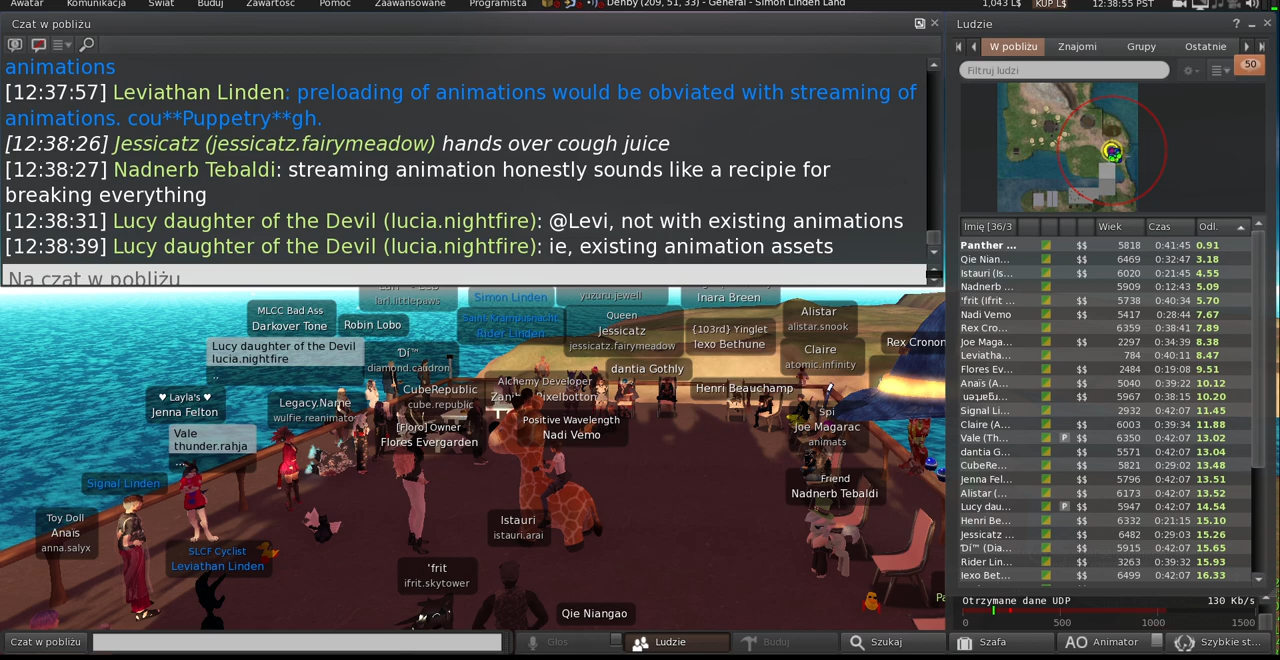 Awatar Komunikacja Świat Buduj Zawartość Pomoc Zaawansowane Programista Denby (209, 51, 33) - General - Simon Linden Land 1,043 L$ KUP L$ 12:38:55 PST
Czat w pobliżu
animations
[12:37:57] Leviathan Linden: preloading of animations would be obviated with streaming of
animations. cou**Puppetry**gh.
[12:38:26] Jessicatz (jessicatz.fairymeadow) hands over cough juice
[12:38:27] Nadnerb Tebaldi: streaming animation honestly sounds like a recipie for
breaking everything
[12:38:31] Lucy daughter of the Devil (lucia.nightfire): @Levi, not with existing animations
[12:38:39] Lucy daughter of the Devil (lucia.nightfire): ie, existing animation assets
Na czat w pobliżu
lari.littlepaws
Simon Linden
yuzuru.jewell
Inara Breen
MLCC Bad Ass
Darkover Tone
Robin Lobo
Saint Krampusnacht
Rider Linden
Queen
Jessicatz
jessicatz.fairymeadow
{103rd} Yinglet
Iexo Bethune
Alistar
alistar.snook
Claire
atomic.infinity
Rex Cronon
Lucy daughter of the Devil
lucia.nightfire
..
diamond.caldron
dantia Gothly
CubeRepublic
cube.republic
Alchemy Developer
Henri Beauchamp
♥ Layla's ♥
Jenna Felton
Legacy.Name
wulfie.reanimato
[Floro] Owner
Flores Evergarden
Positive Wavelength
Nadi Vemo
Spi
Joe Magarac
animats
Vale
thunder.rahja
...
Signal Linden
Friend
Nadnerb Tebaldi
Toy Doll
Anaïs
anna.salyx
Istauri
istauri.arai
SLCF Cyclist
Leviathan Linden
'frit
ifrit.skytower
Qie Niangao
Czat w pobliżu Głos Ludzie Buduj Szukaj
Ludzie
W pobliżu Znajomi Grupy Ostatnie
Filtruj ludzi 50
Imię [36/3 Wiek Czas Odl.
Panther ... $$ 5818 0:41:45 0.91
Qie Nian... $$ 6469 0:32:47 3.18
Istauri (Is... $$ 6020 0:21:45 4.55
Nadnerb ... 5909 0:12:43 5.09
'frit (Ifrit ... $$ 5738 0:40:34 5.70
Nadi Vemo $$ 5417 0:28:44 7.67
Rex Cro... 6359 0:38:41 7.89
Joe Maga... $$ 2297 0:34:39 8.38
Leviatha... 784 0:40:11 8.47
Flores Ev... $$ 2484 0:19:08 9.51
Anaïs (A... $$ 5040 0:39:22 10.12
$$ 5967 0:38:15 10.20
Signal Li... 2932 0:42:07 11.45
Claire (A... $$ 6003 0:39:34 11.88
Vale (Th... P $$ 6350 0:42:07 13.02
dantia G... $$ 5571 0:42:07 13.04
CubeRe... $$ 5821 0:29:02 13.48
Jenna Fel... $$ 5796 0:42:07 13.51
Alistar (... $$ 6173 0:42:07 13.52
Lucy dau... P $$ 5947 0:42:07 14.54
Henri Be... $$ 6332 0:21:15 15.10
Jessicatz ... $$ 6482 0:29:03 15.26
$$ 5915 0:42:07 15.65
Rider Lin... $$ 3263 0:39:32 15.93
Iexo Bet... $$ 6499 0:42:07 16.33
Otrzymane dane UDP 130 Kb/s
0 500 1000 1500
Szafa AO Animator Szybkie st...